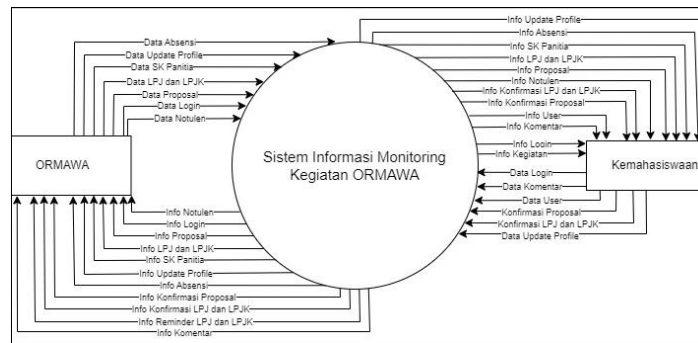 Data Absensi
Data Update Profile
Data SK Panitia
Data LPJ dan LPJK
Data Proposal
Data Login
Data Notulen
ORMAWA
Info Notulen
Info Login
Info Proposal
Info LPJ dan LPJK
Info SK Panitia
Info Update Profile
Info Absensi
Info Konfirmasi Proposal
Info Konfirmasi LPJ dan LPJK
Info Reminder LPJ dan LPJK
Info Komentar
Sistem Informasi Monitoring
Kegiatan ORMAWA
Info Update Profile
Info Absensi
Info SK Panitia
Info LPJ dan LPJK
Info Proposal
Info Notulen
Info Konfirmasi LPJ dan LPJK
Info Konfirmasi Proposal
Info User
Info Komentar
Info Login
Info Kegiatan
Data Login
Data Komentar
Data User
Konfirmasi Proposal
Konfirmasi LPJ dan LPJK
Data Update Profile
Kemahasiswaan